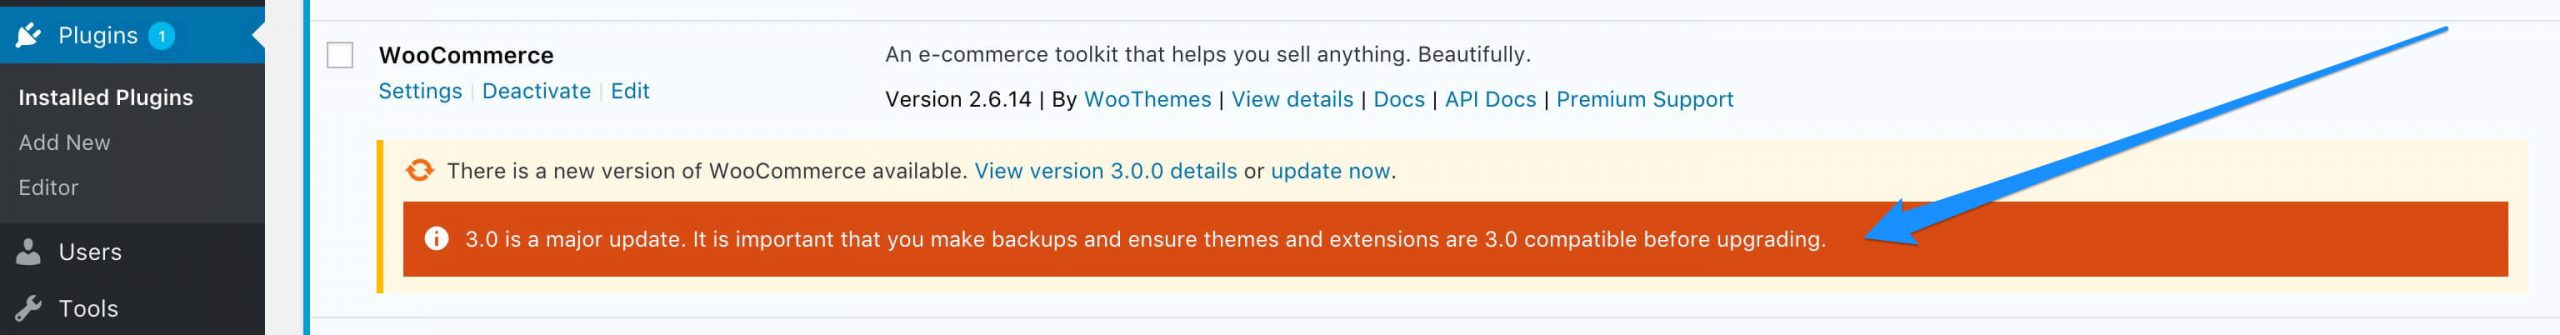 Plugins 1
Installed Plugins
Add New
Editor
Users
Tools
WooCommerce
Settings | Deactivate | Edit
An e-commerce toolkit that helps you sell anything. Beautifully.
Version 2.6.14 | By WooThemes | View details | Docs | API Docs | Premium Support
There is a new version of WooCommerce available. View version 3.0.0 details or update now.
3.0 is a major update. It is important that you make backups and ensure themes and extensions are 3.0 compatible before upgrading.